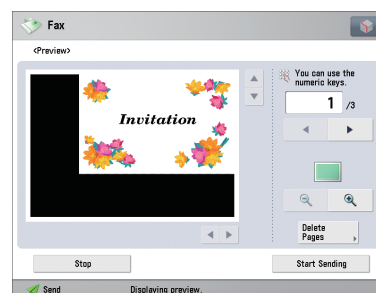 Fax
<Preview>
You can use the
numeric keys.
1 /3
Invitation
Delete
Pages
Stop
Start Sending
Send
Displaying preview.